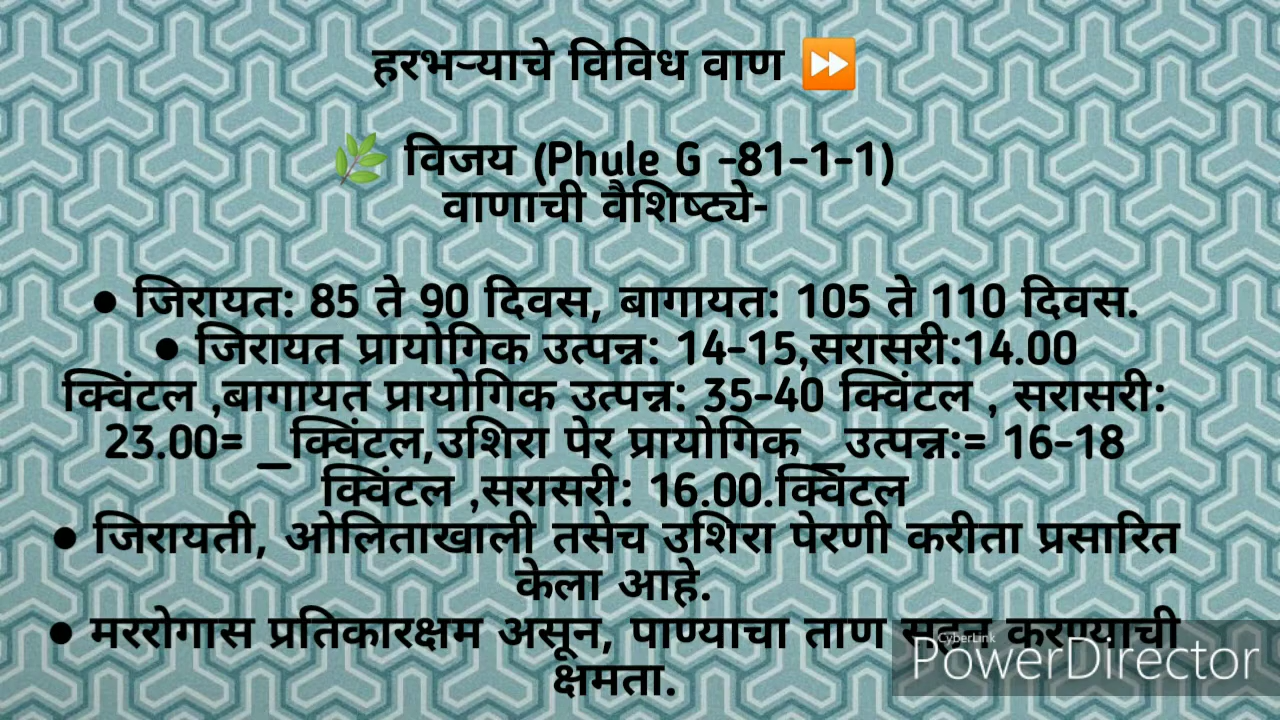 हरभऱ्याचे विविध वाण ⏩
🌿 विजय (Phule G -81-1-1)
वाणाची वैशिष्ट्ये-
● जिरायत: 85 ते 90 दिवस, बागायत: 105 ते 110 दिवस.
● जिरायत प्रायोगिक उत्पन्न: 14-15,सरासरी:14.00
क्विंटल ,बागायत प्रायोगिक उत्पन्न: 35-40 क्विंटल , सरासरी:
23.00= _क्विंटल,उशिरा पेर प्रायोगिक _उत्पन्न:= 16-18
क्विंटल ,सरासरी: 16.00.क्विंटल
● जिरायती, ओलिताखाली तसेच उशिरा पेरणी करीता प्रसारित
केला आहे.
● मररोगास प्रतिकारक्षम असून, पाण्याचा ताण सहन करण्याची
क्षमता.
CyberLink
PowerDirector